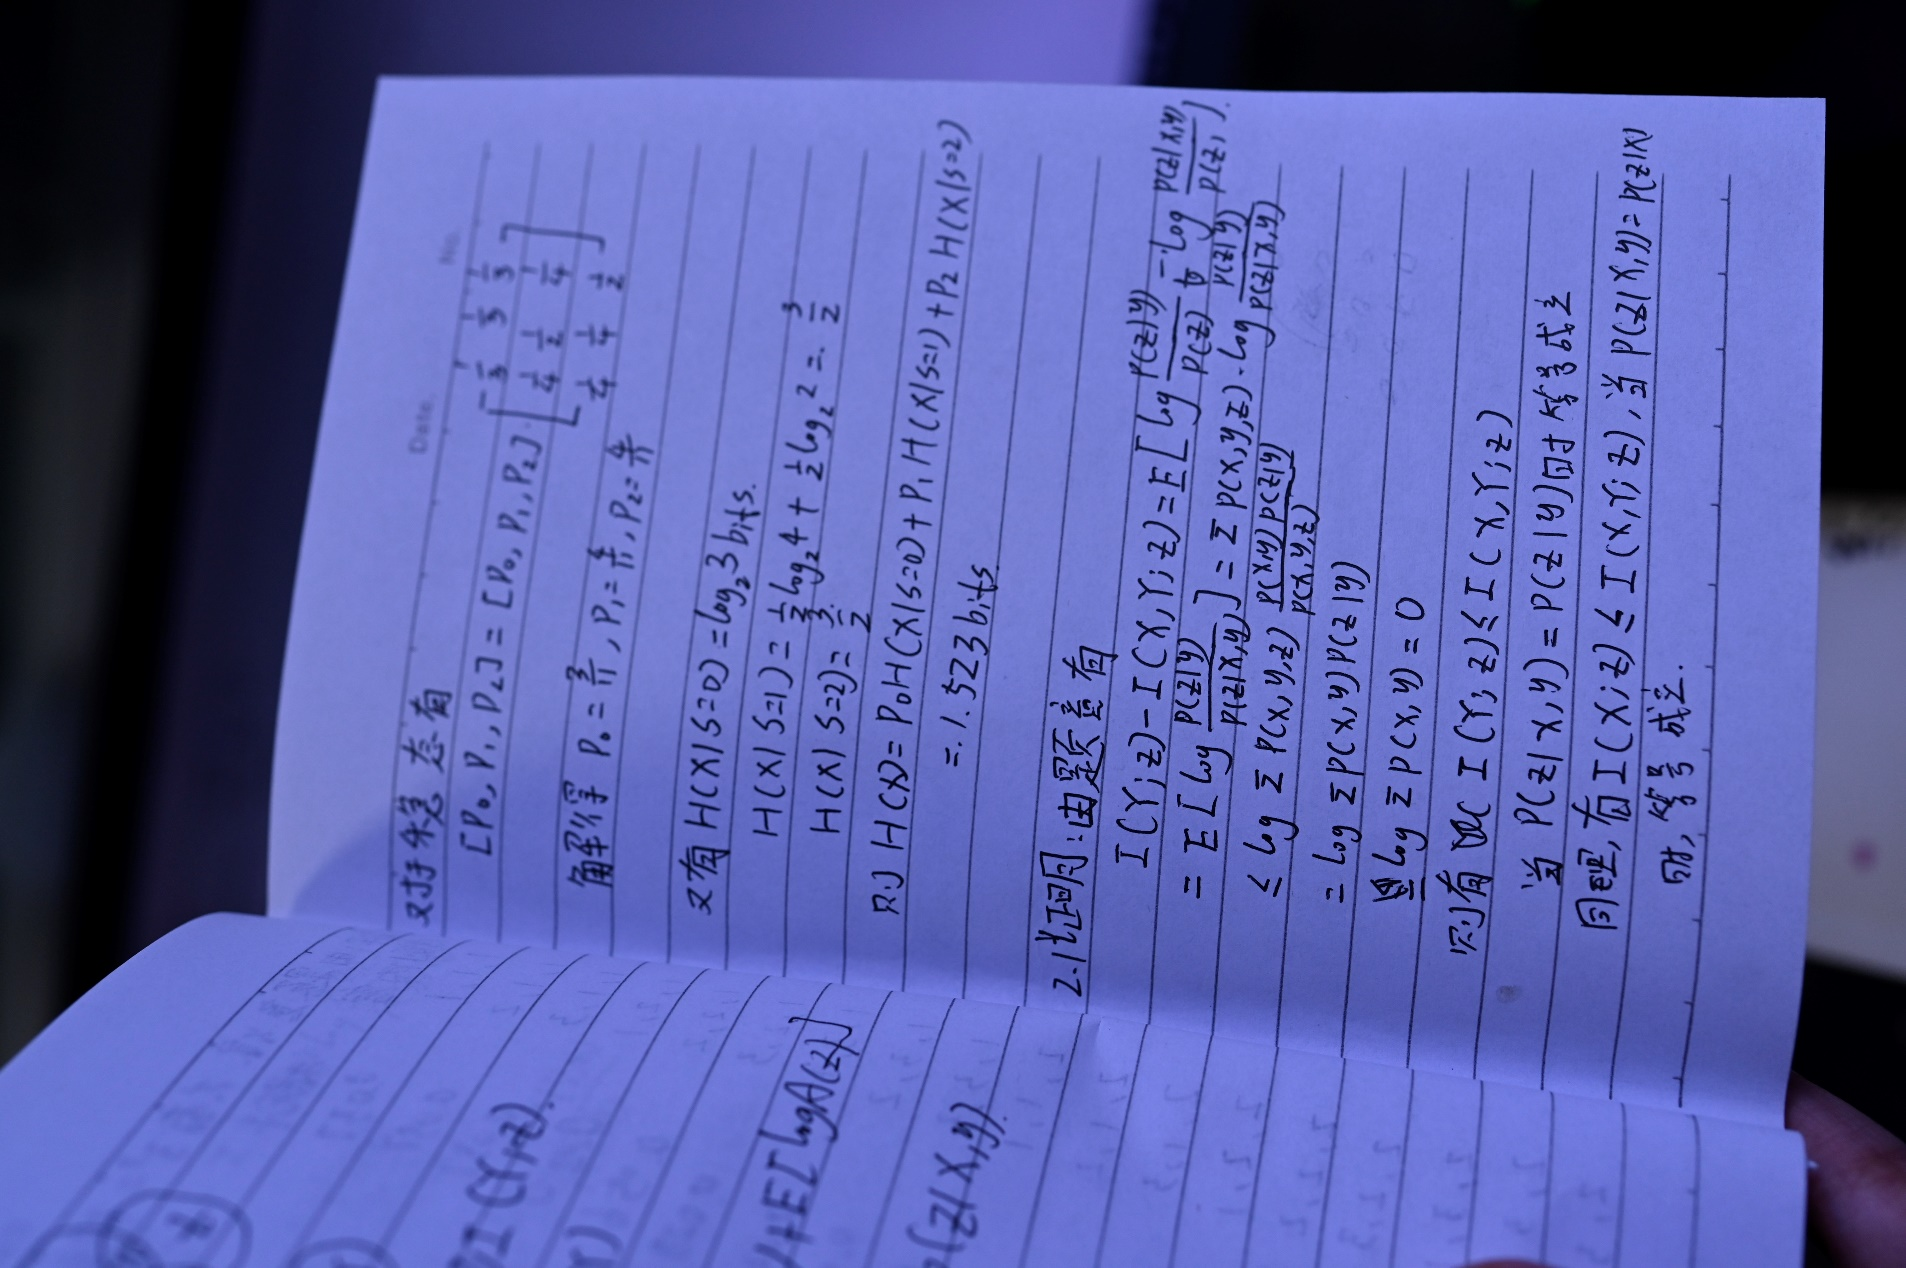 No.
Date.
对于稳态有
[P₀, P₁, P₂] = [P₀, P₁, P₂] · [1/3 1/3 1/3
1/4 1/2 1/4
1/4 1/4 1/2]
解得 P₀ = 3/11, P₁ = 4/11, P₂ = 4/11
又有 H(X|S=0) = log₂3 bits.
H(X|S=1) = 1/2 log₂4 + 1/2 log₂2 = 3/2
H(X|S=2) = 3/2
则 H(X) = P₀H(X|S=0) + P₁H(X|S=1) + P₂H(X|S=2)
= 1.523 bits.
2.1 证明:由题意有
I(Y;Z) - I(X,Y;Z) = E[log P(Z|y)/P(Z) - log P(Z|x,y)/P(Z)]
= E[log P(Z|y)/P(Z|x,y)] = Σ P(x,y,z) · log P(Z|y)/P(Z|x,y)
≤ log Σ P(x,y,z) P(x,y)P(Z|y)/P(x,y,z)
= log Σ P(x,y)P(Z|y)
= log Σ P(x,y) = 0
则有 I(Y;Z) ≤ I(X,Y;Z)
当 P(Z|x,y) = P(Z|y)时等号成立
同理,有 I(X;Z) ≤ I(X,Y;Z),当 P(Z|x,y) = P(Z|x)
时,等号成立.
I(Y;Z).
+E[logA(Z)]
(Z|x,y)